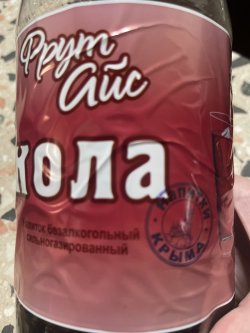 Фрут
Айс
кола
Напиток безалкогольный
сильногазированный
НАПИТКИ
КРЫМА